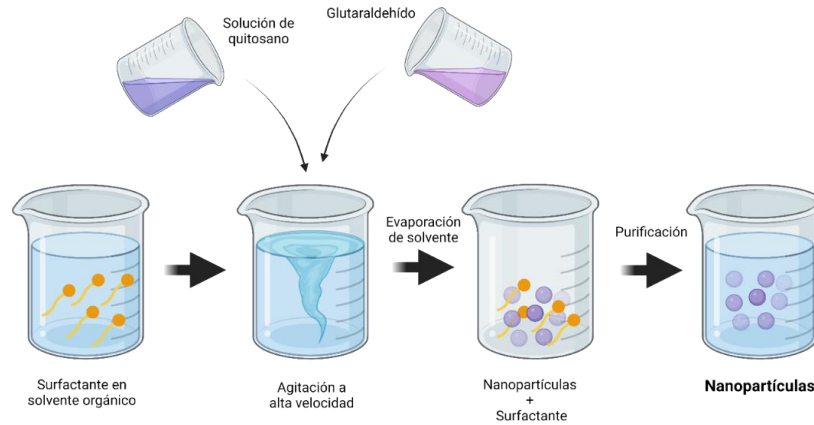 Solución de
quitosano
Glutaraldehído
Evaporación
de solvente
Purificación
Surfactante en
solvente orgánico
Agitación a
alta velocidad
Nanopartículas
+
Surfactante
Nanopartículas